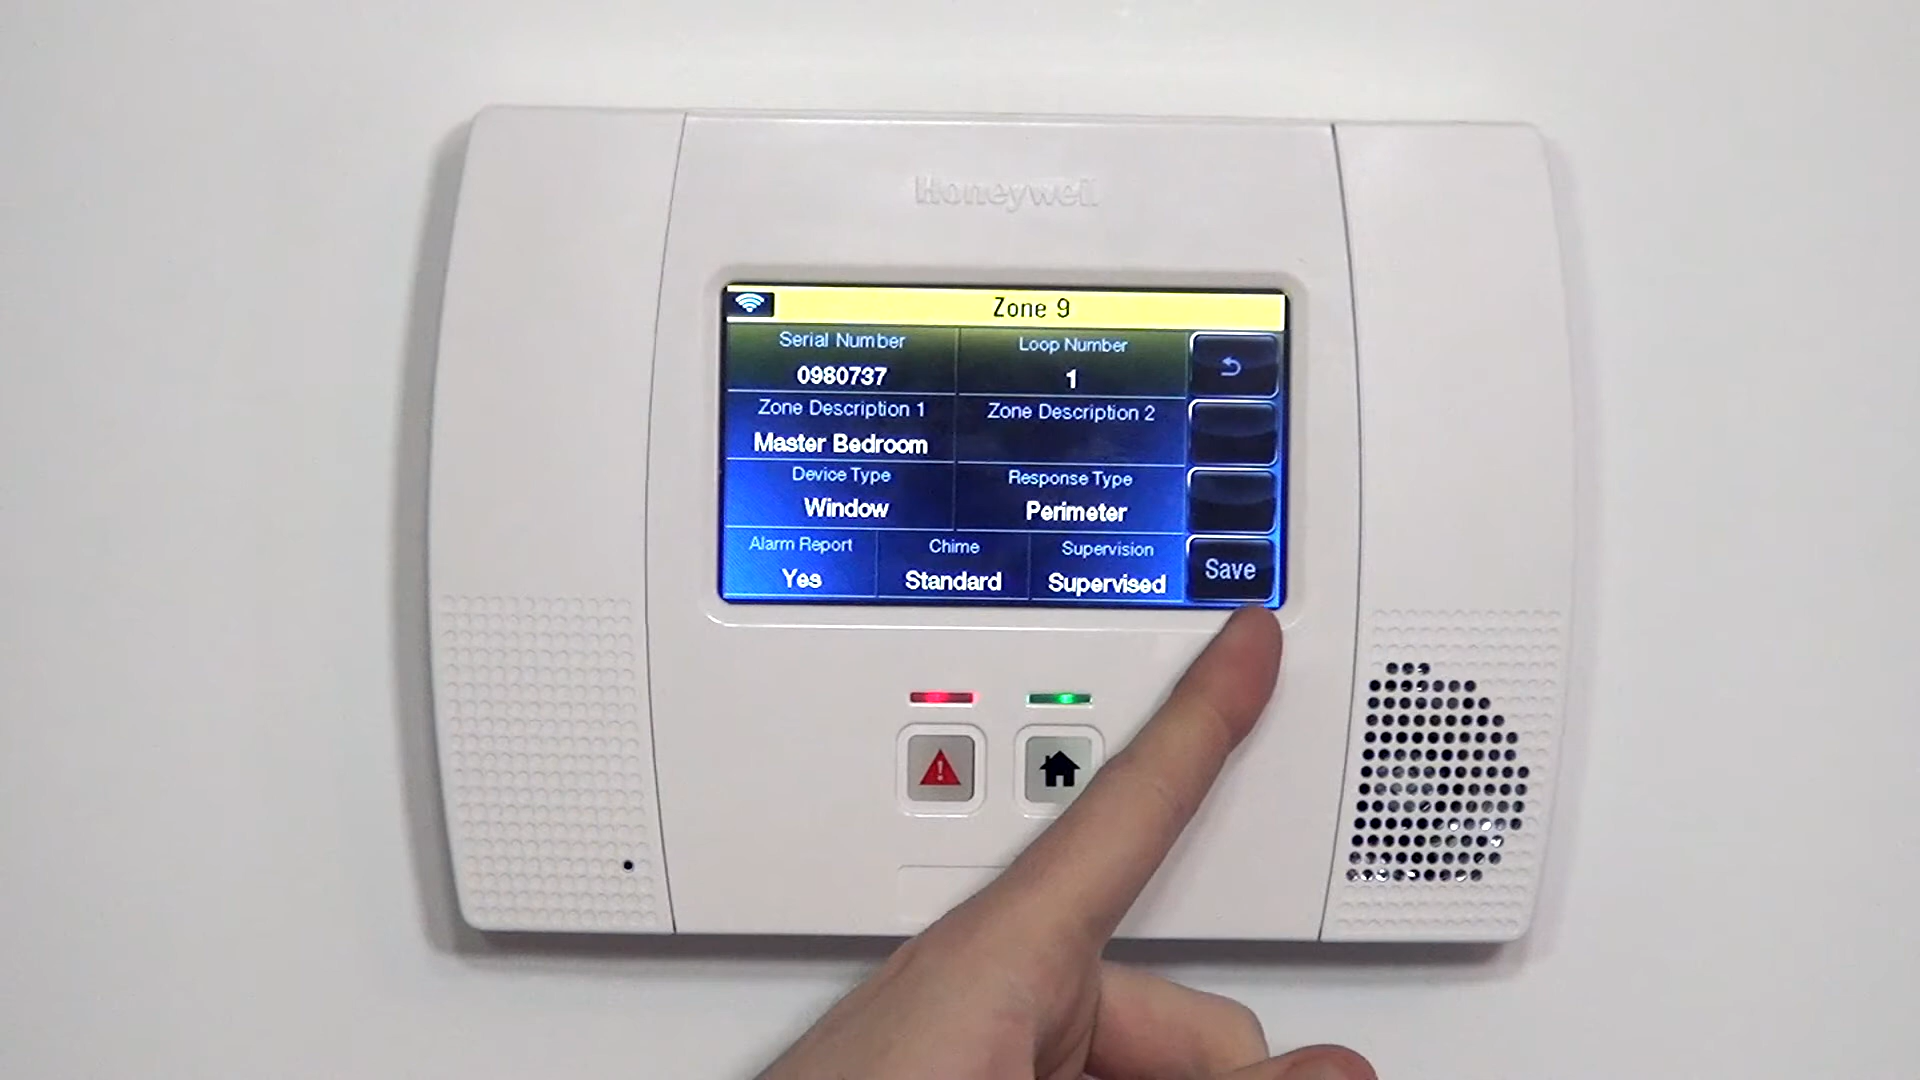 Honeywell
Zone 9
Serial Number
0980737
Loop Number
1
Zone Description 1
Master Bedroom
Zone Description 2
Device Type
Window
Response Type
Perimeter
Alarm Report
Yes
Chime
Standard
Supervision
Supervised
Save